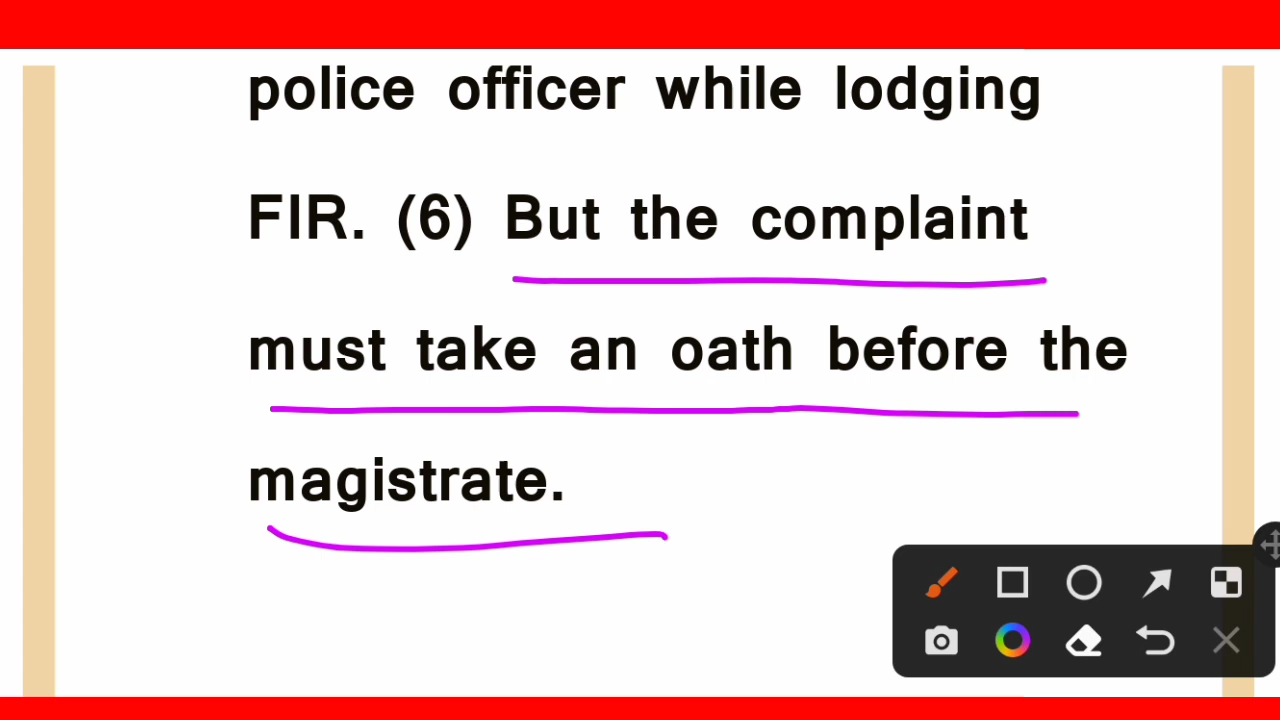 police officer while lodging
FIR. (6) But the complaint
must take an oath before the
magistrate.